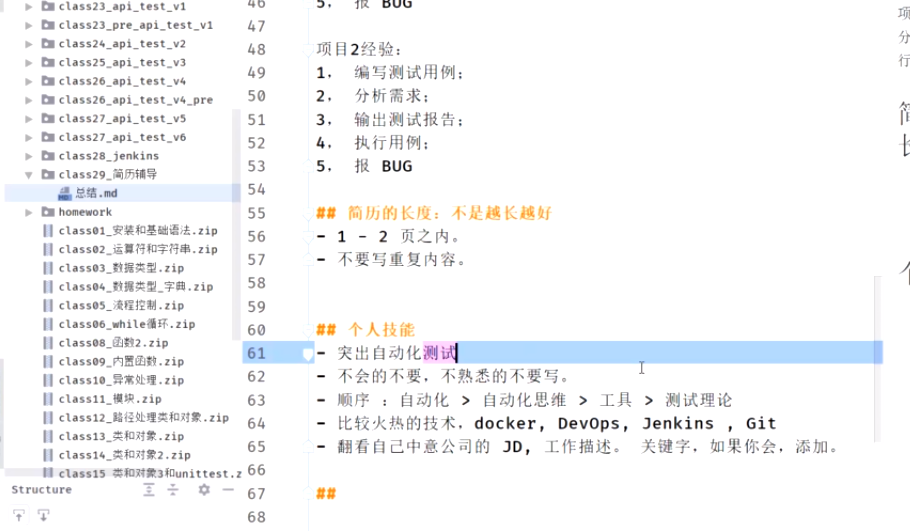 class23_api_test_v1
class23_pre_api_test_v1
class24_api_test_v2
class25_api_test_v3
class26_api_test_v4
class26_api_test_v4_pre
class27_api_test_v5
class27_api_test_v6
class28_jenkins
class29_简历辅导
总结.md
homework
class01_安装和基础语法.zip
class02_运算符和字符串.zip
class03_数据类型.zip
class04_数据类型_字典.zip
class05_流程控制.zip
class06_while循环.zip
class08_函数2.zip
class09_内置函数.zip
class10_异常处理.zip
class11_模块.zip
class12_路径处理类和对象.zip
class13_类和对象.zip
class14_类和对象2.zip
class15_类和对象3和unittest.z
Structure
46 5, 报 BUG
47
48 项目2经验:
49 1, 编写测试用例;
50 2, 分析需求;
51 3, 输出测试报告;
52 4, 执行用例;
53 5, 报 BUG
54
55 ## 简历的长度: 不是越长越好
56 - 1 - 2 页之内。
57 - 不要写重复内容。
58
59
60 ## 个人技能
61 - 突出自动化测试
62 - 不会的不要, 不熟悉的不要写。
63 - 顺序 : 自动化 > 自动化思维 > 工具 > 测试理论
64 - 比较火热的技术, docker, DevOps, Jenkins , Git
65 - 翻看自己中意公司的 JD, 工作描述。 关键字, 如果你会, 添加。
66
67 ##
68